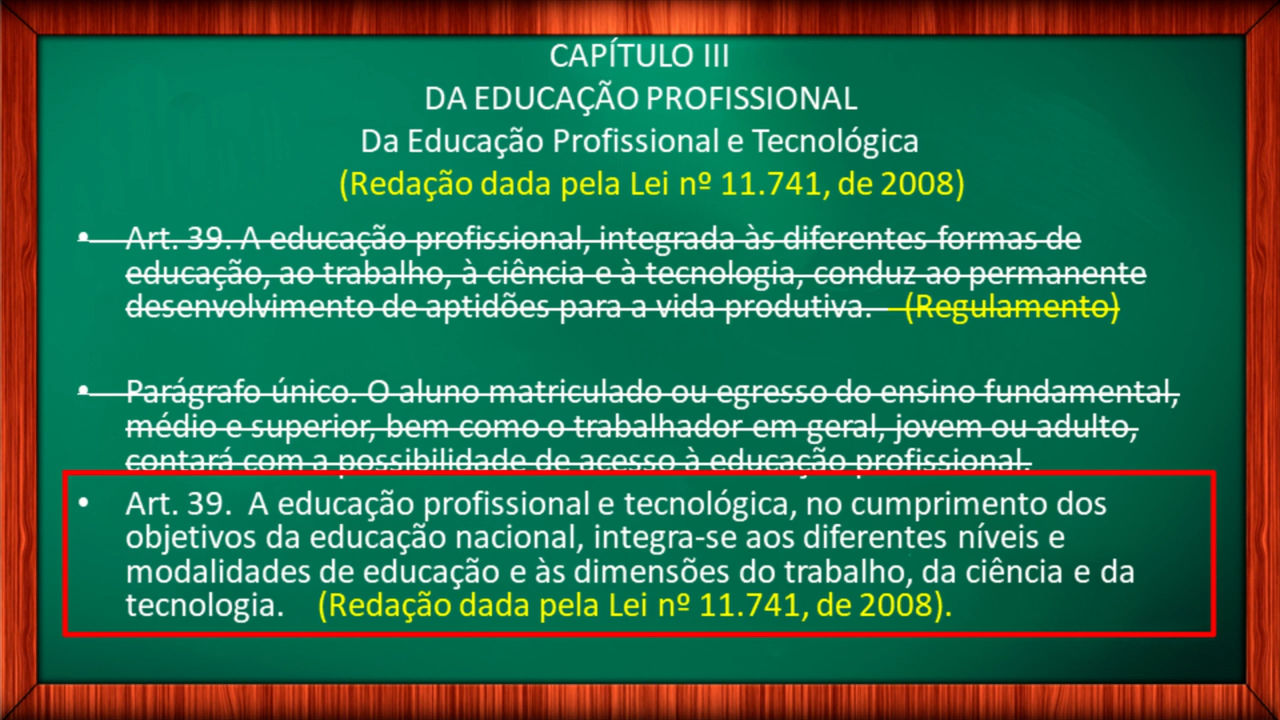 CAPÍTULO III
DA EDUCAÇÃO PROFISSIONAL
Da Educação Profissional e Tecnológica
(Redação dada pela Lei nº 11.741, de 2008)
• Art. 39. A educação profissional, integrada às diferentes formas de
educação, ao trabalho, à ciência e à tecnologia, conduz ao permanente
desenvolvimento de aptidões para a vida produtiva. (Regulamento)
• Parágrafo único. O aluno matriculado ou egresso do ensino fundamental,
médio e superior, bem como o trabalhador em geral, jovem ou adulto,
contará com a possibilidade de acesso à educação profissional.
• Art. 39. A educação profissional e tecnológica, no cumprimento dos
objetivos da educação nacional, integra-se aos diferentes níveis e
modalidades de educação e às dimensões do trabalho, da ciência e da
tecnologia. (Redação dada pela Lei nº 11.741, de 2008).